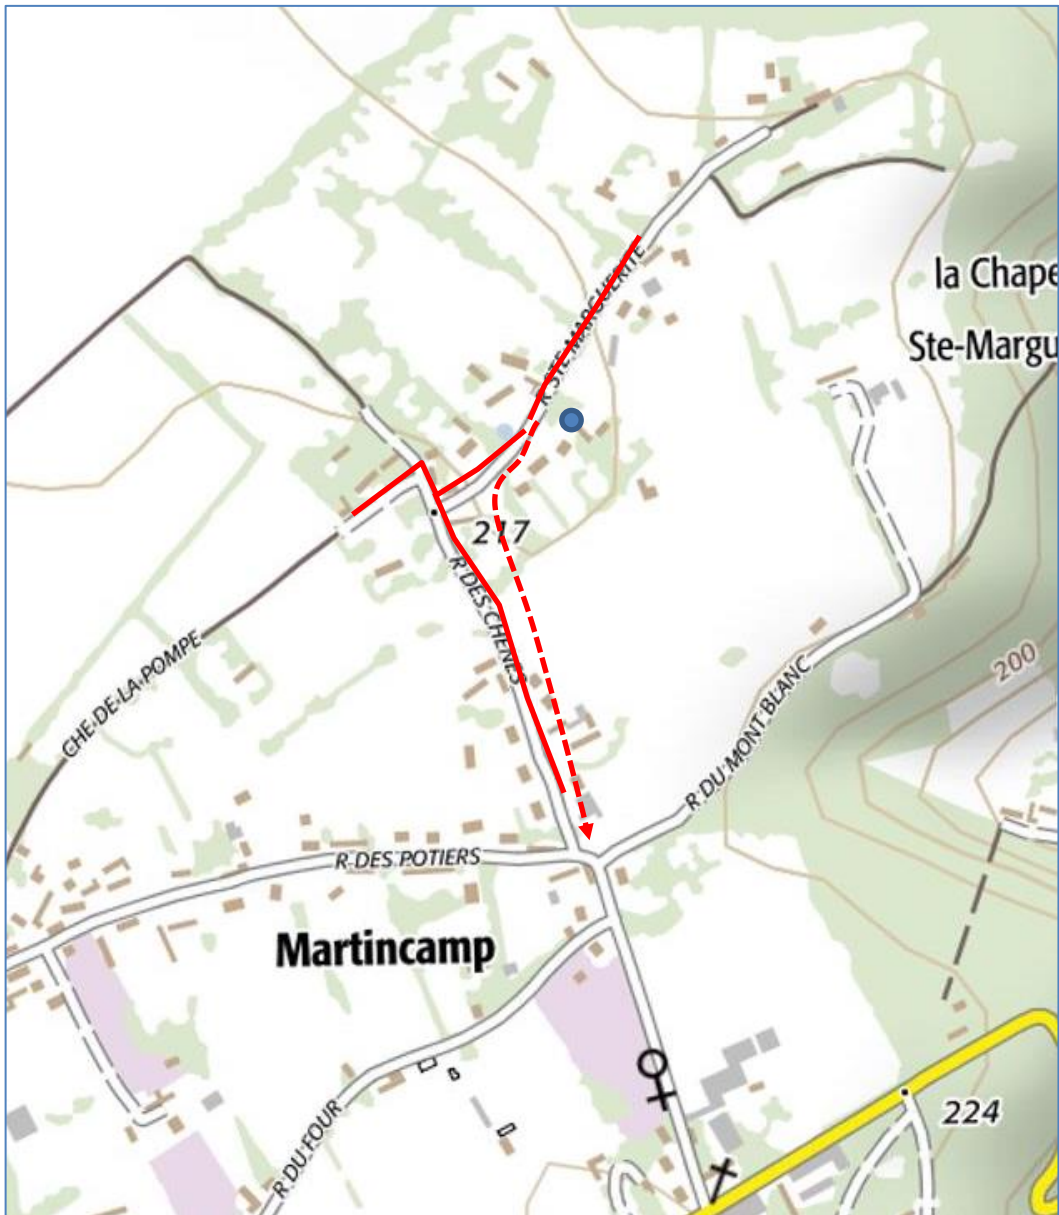 la Chape
Ste-Margu
R STE-MARGUERITE
217
R DES CHENES
CHE DE LA POMPE
200
R DU MONT BLANC
R DES POTIERS
Martincamp
224
R DU FOUR